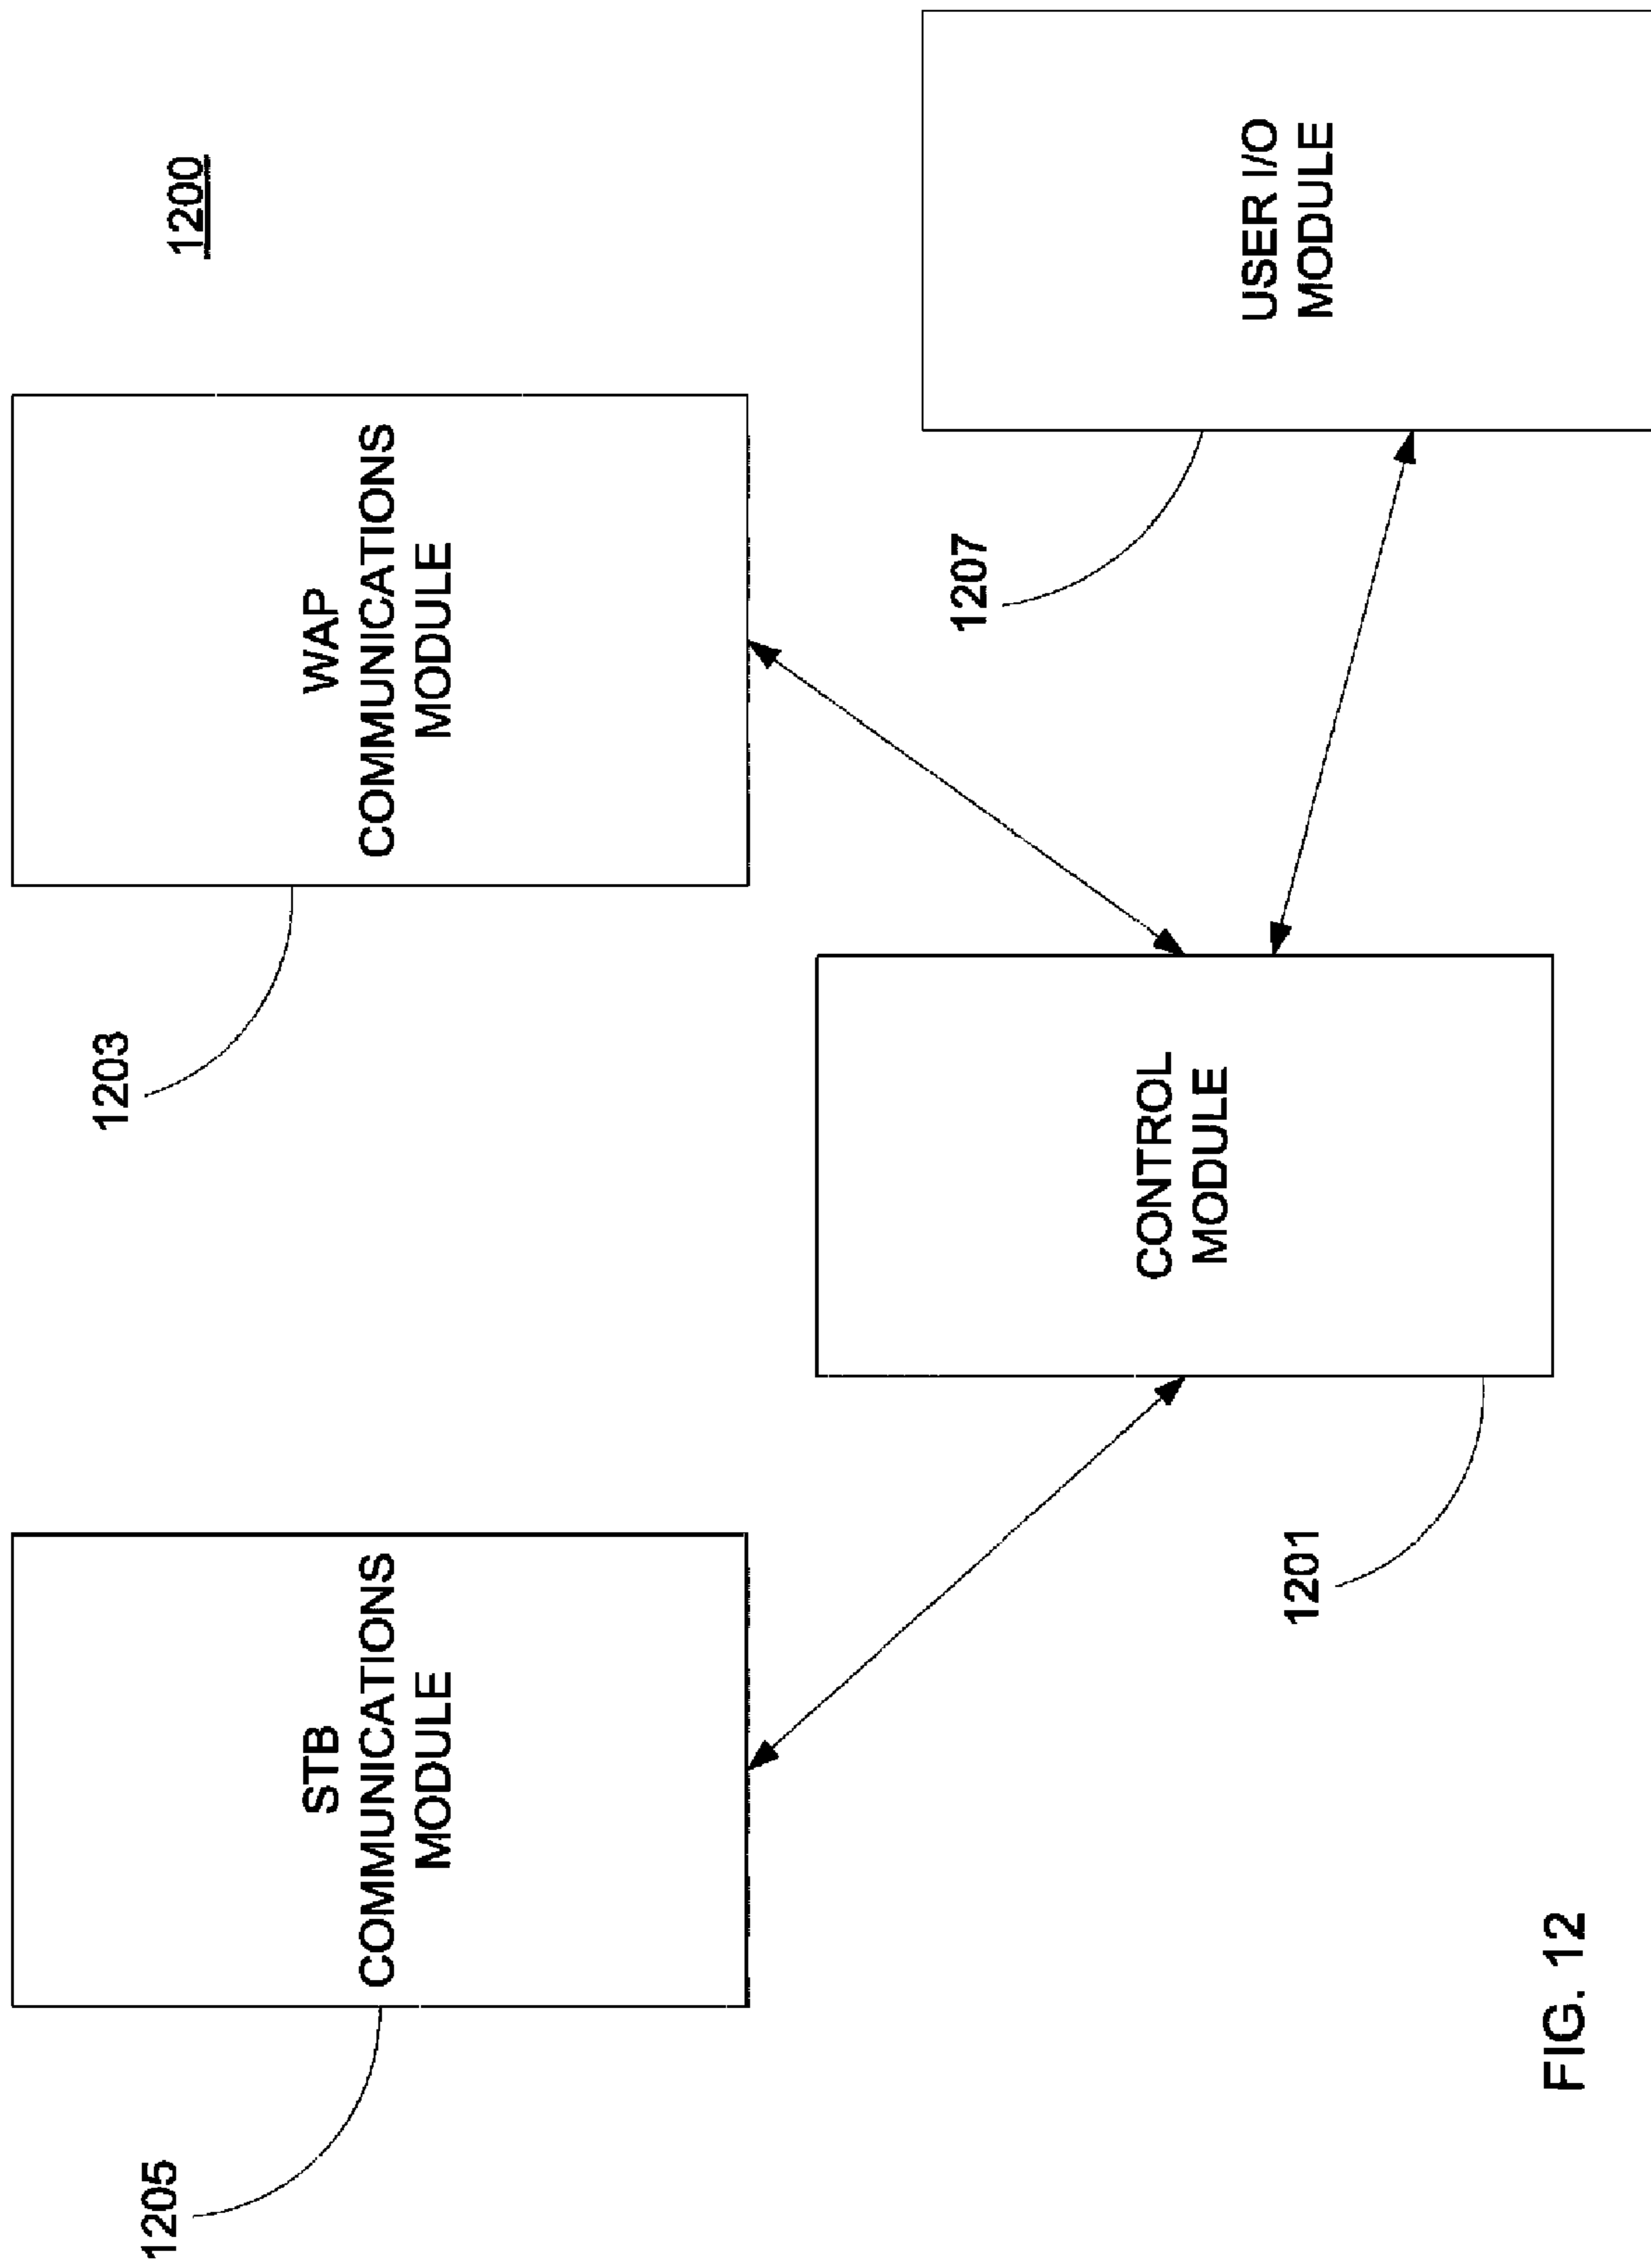 1200
1205
STB
COMMUNICATIONS
MODULE
1203
WAP
COMMUNICATIONS
MODULE
1201
CONTROL
MODULE
1207
USER I/O
MODULE
FIG. 12